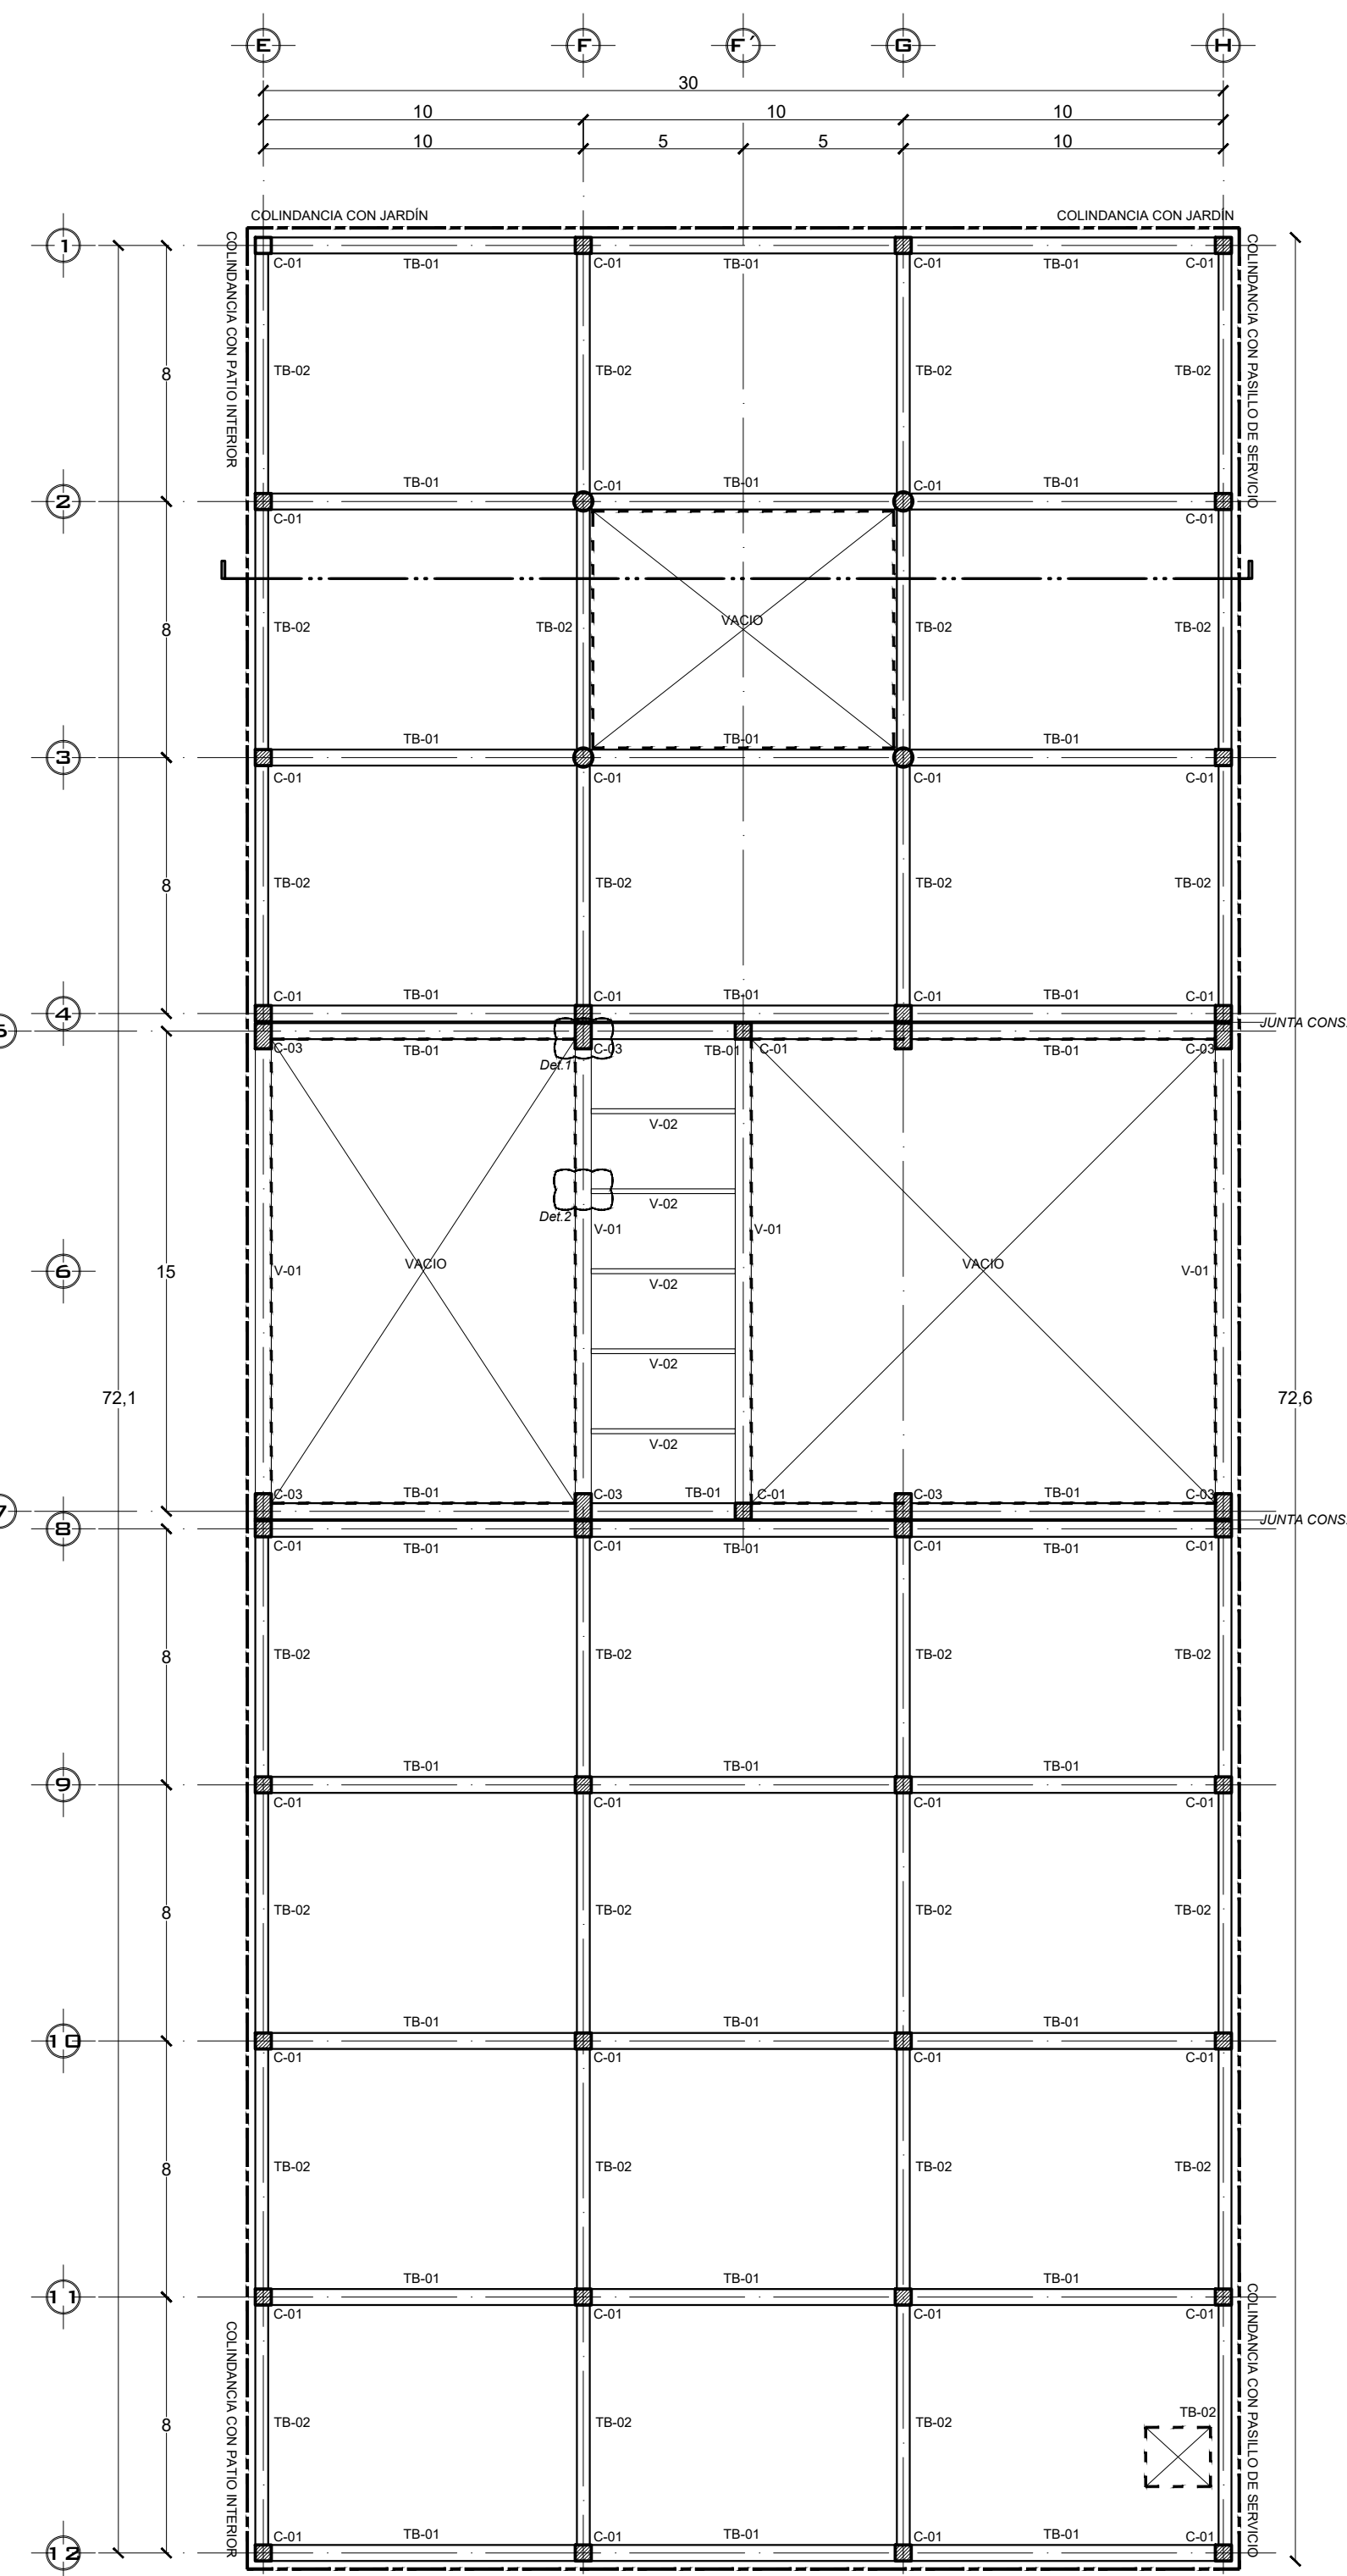 E F F´ G H
30
10 10 10
10 5 5 10
COLINDANCIA CON JARDÍN COLINDANCIA CON JARDÍN
COLINDANCIA CON PATIO INTERIOR
COLINDANCIA CON PASILLO DE SERVICIO
1
C-01 TB-01 C-01 TB-01 C-01 TB-01 C-01
8 TB-02 TB-02 TB-02 TB-02
TB-01 C-01 TB-01 C-01 TB-01
2
C-01 C-01
8 TB-02 TB-02 VACIO TB-02 TB-02
TB-01 TB-01 TB-01
3
C-01 C-01 C-01 C-01
8 TB-02 TB-02 TB-02 TB-02
C-01 TB-01 C-01 TB-01 C-01 TB-01 C-01
4
JUNTA CONS.
C-03 TB-01 C-03 TB-01 C-01 TB-01 C-03
Det.1
V-02
V-02
Det.2
V-01 V-01
6 15 V-01 VACIO VACIO V-01
V-02
V-02
72,1 72,6
V-02
C-03 TB-01 C-03 TB-01 C-01 C-03 TB-01 C-03
7
8 JUNTA CONS.
C-01 TB-01 C-01 TB-01 C-01 TB-01 C-01
8 TB-02 TB-02 TB-02 TB-02
TB-01 TB-01 TB-01
9
C-01 C-01 C-01 C-01
8 TB-02 TB-02 TB-02 TB-02
TB-01 TB-01 TB-01
10
C-01 C-01 C-01 C-01
8 TB-02 TB-02 TB-02 TB-02
TB-01 TB-01 TB-01
11
C-01 C-01 C-01
COLINDANCIA CON PATIO INTERIOR
COLINDANCIA CON PASILLO DE SERVICIO
TB-02
8 TB-02 TB-02 TB-02
C-01 TB-01 C-01 TB-01 C-01 TB-01 C-01
12